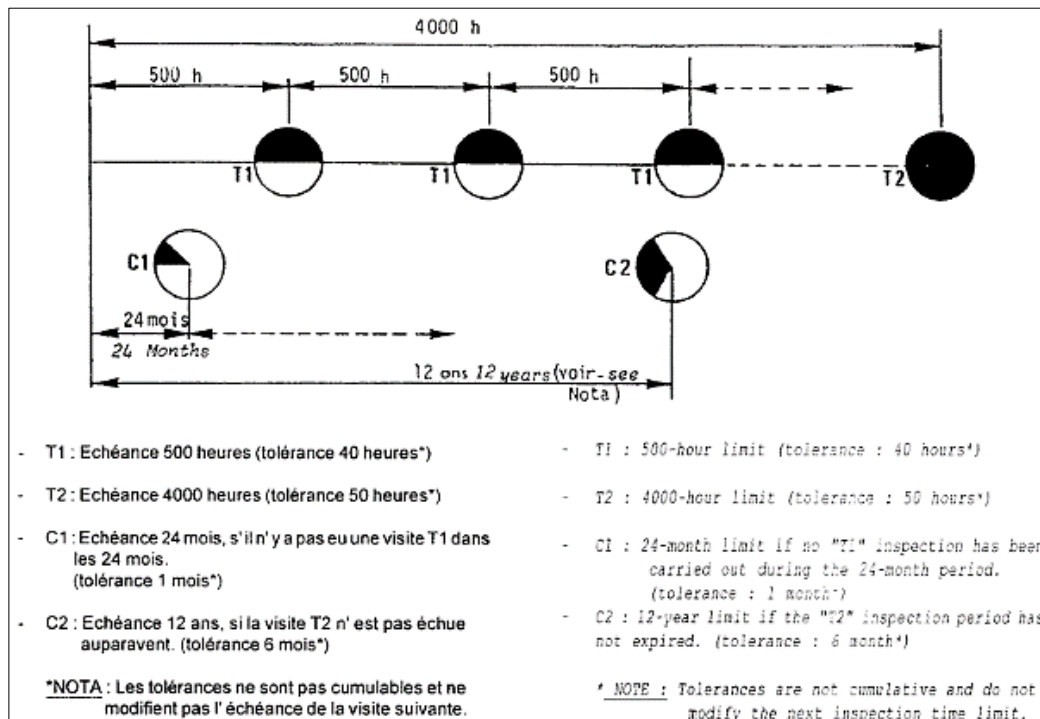 4000 h
500 h
500 h
500 h
T1
T1
T1
T2
C1
C2
24 mois
24 Months
12 ans 12 years (voir-see
Nota)
- T1 : Echéance 500 heures (tolérance 40 heures*)
- T2 : Echéance 4000 heures (tolérance 50 heures*)
- C1 : Echéance 24 mois, s'il n' y a pas eu une visite T1 dans
les 24 mois.
(tolérance 1 mois*)
- C2 : Echéance 12 ans, si la visite T2 n' est pas échue
auparavent. (tolérance 6 mois*)
*NOTA : Les tolérances ne sont pas cumulables et ne
modifient pas l' échéance de la visite suivante.
- T1 : 500-hour limit (tolerance : 40 hours*)
- T2 : 4000-hour limit (tolerance : 50 hours*)
- C1 : 24-month limit if no "T1" inspection has been
carried out during the 24-month period.
(tolerance : 1 month*)
- C2 : 12-year limit if the "T2" inspection period has
not expired. (tolerance : 6 month*)
* NOTE : Tolerances are not cumulative and do not
modify the next inspection time limit.